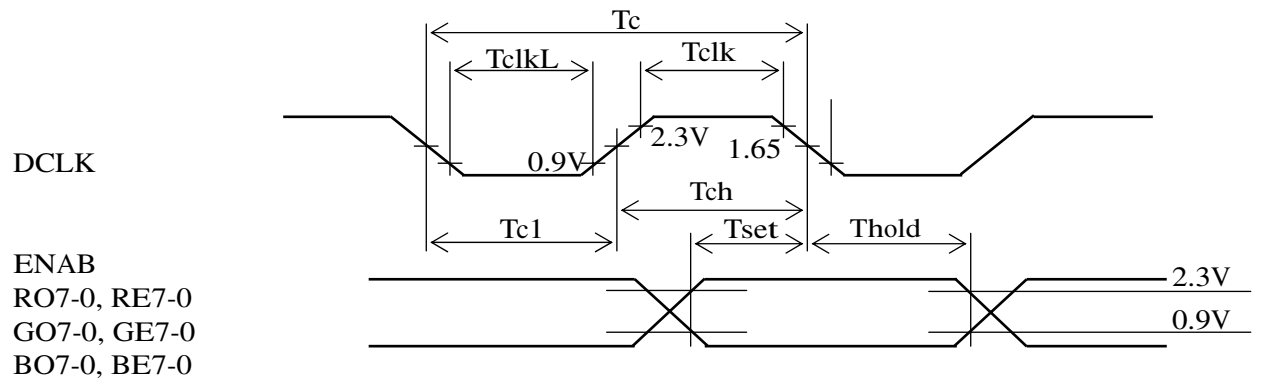 Tc
TclkL
Tclk
DCLK
0.9V
2.3V
1.65
Tch
Tc1
Tset
Thold
ENAB
RO7-0, RE7-0
GO7-0, GE7-0
BO7-0, BE7-0
2.3V
0.9V